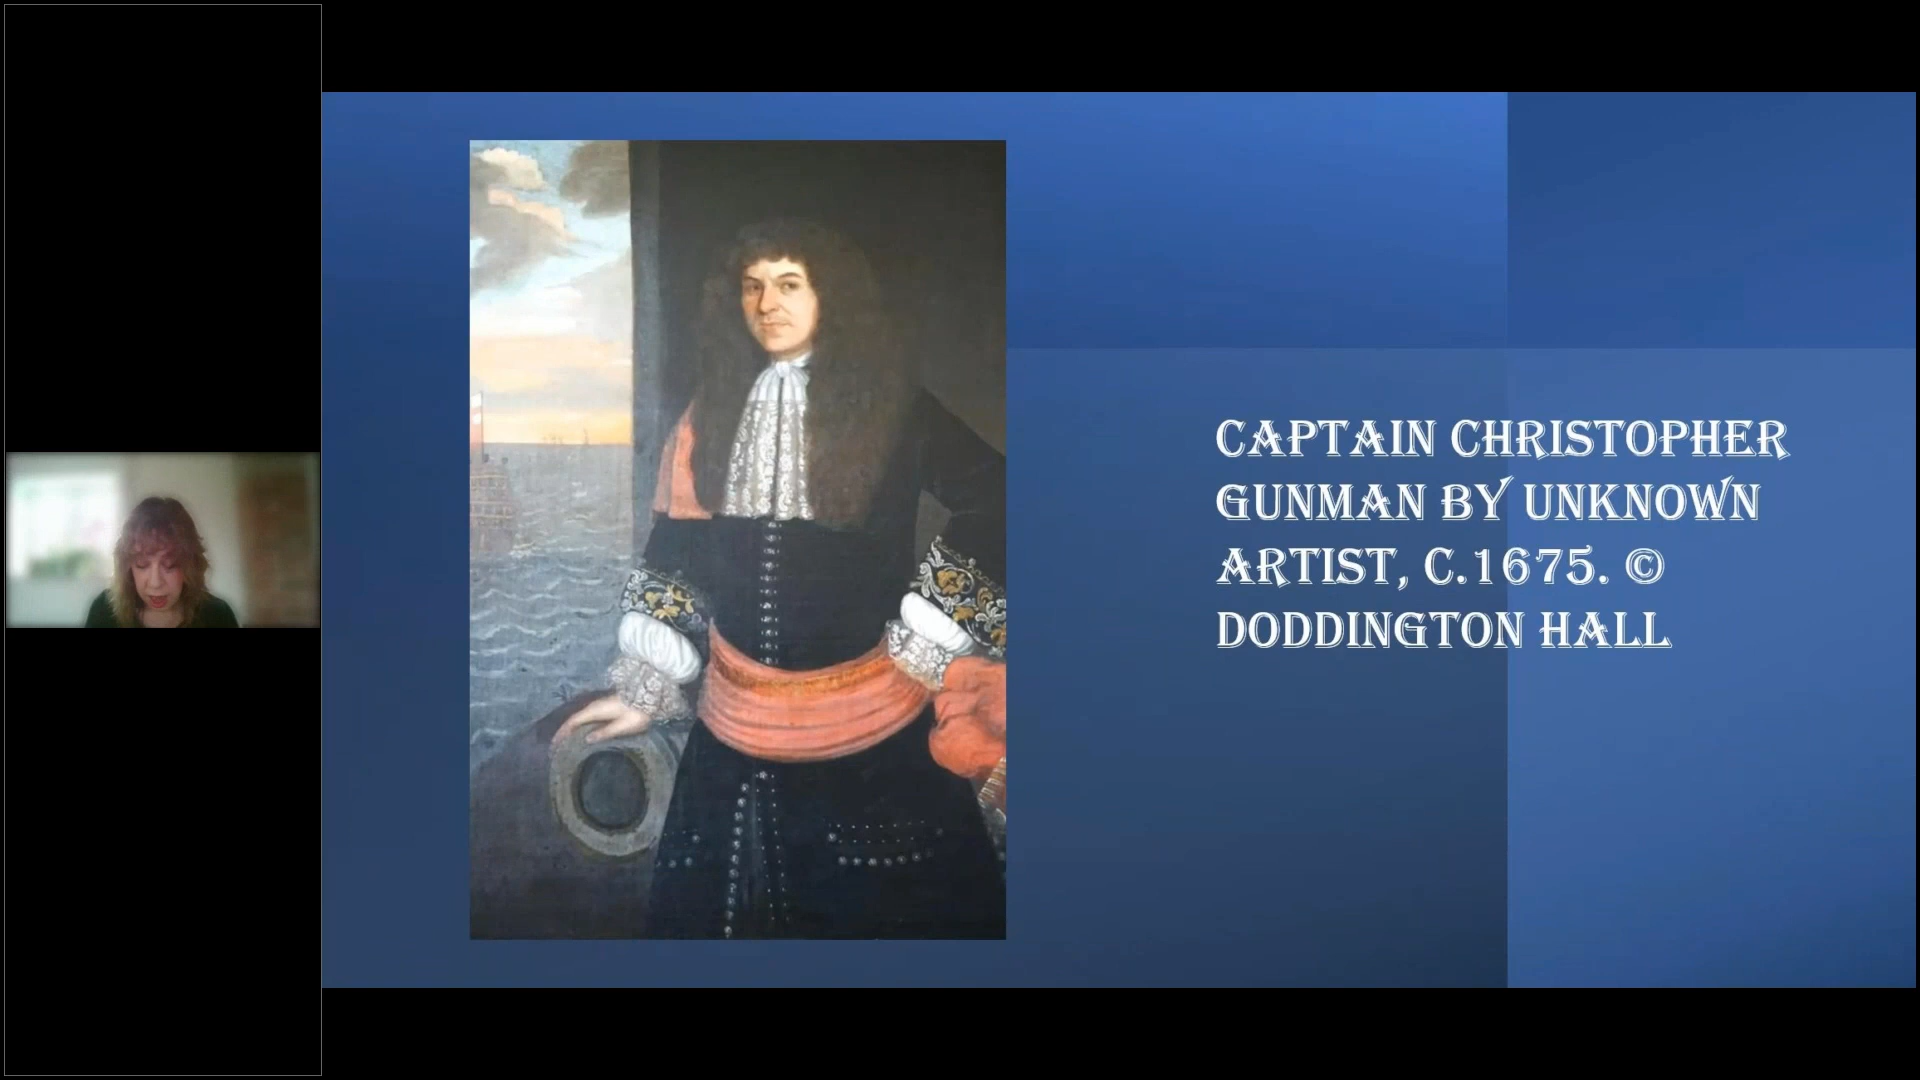 CAPTAIN CHRISTOPHER
GUNMAN BY UNKNOWN
ARTIST, C.1675. ©
DODDINGTON HALL